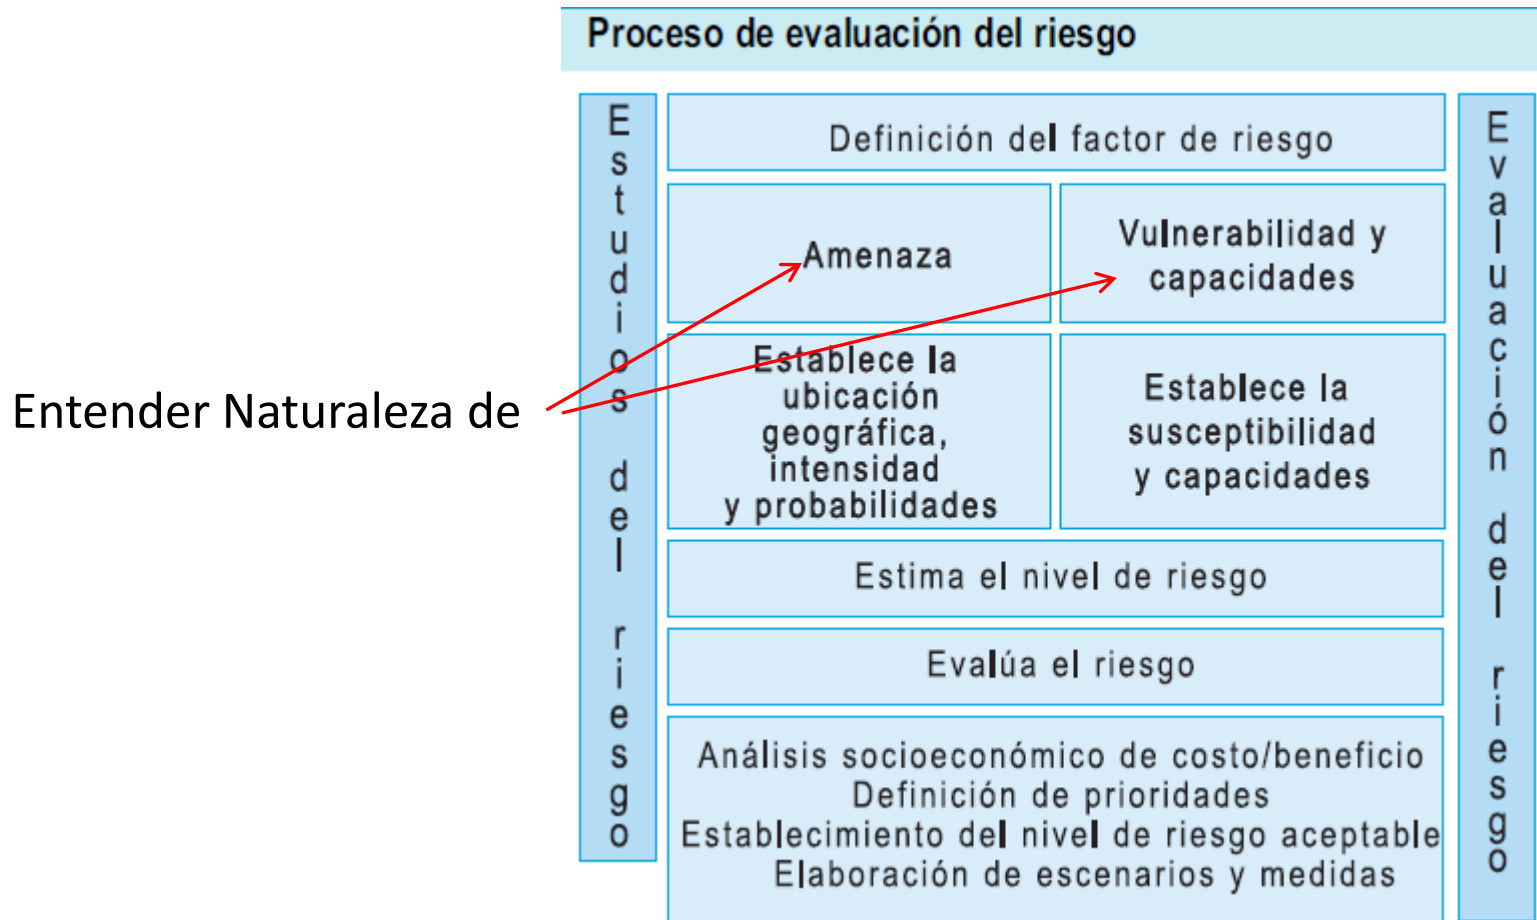 Proceso de evaluación del riesgo
Estudios del riesgo
Definición del factor de riesgo
Amenaza
Vulnerabilidad y
capacidades
Entender Naturaleza de
Establece la
ubicación
geográfica,
intensidad
y probabilidades
Establece la
susceptibilidad
y capacidades
Estima el nivel de riesgo
Evalúa el riesgo
Análisis socioeconómico de costo/beneficio
Definición de prioridades
Establecimiento del nivel de riesgo aceptable
Elaboración de escenarios y medidas
Evaluación del riesgo